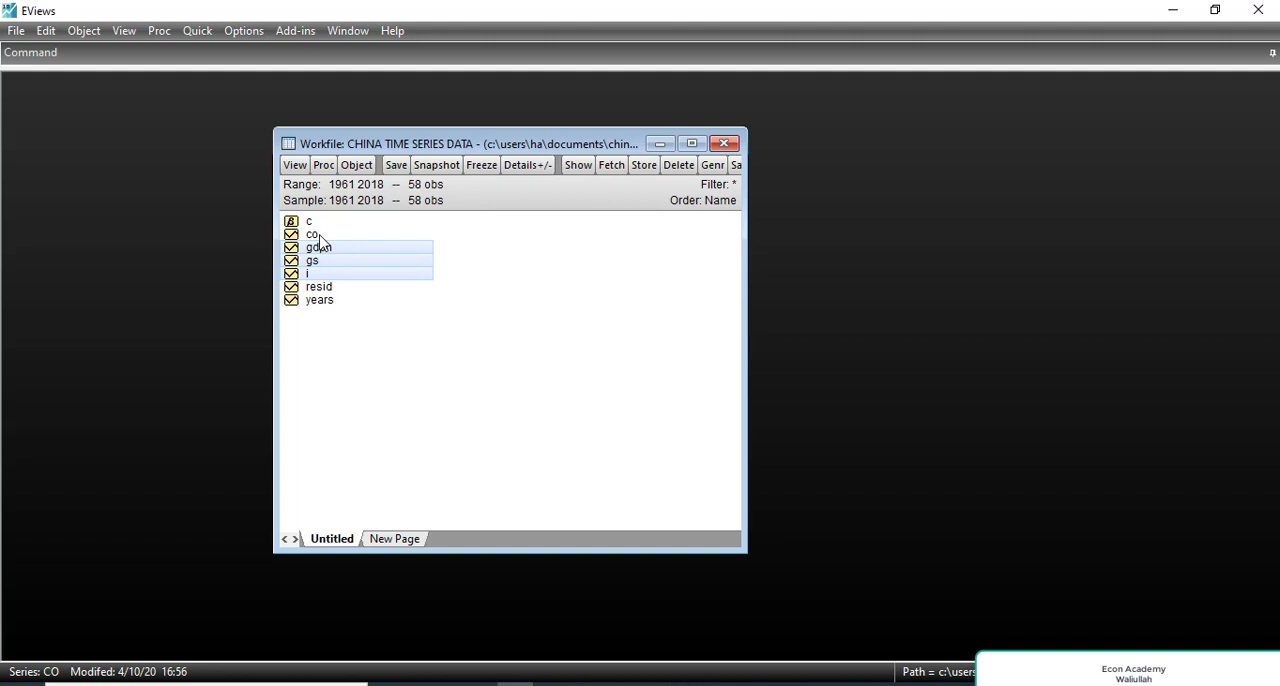 EViews
File Edit Object View Proc Quick Options Add-ins Window Help
Command
Workfile: CHINA TIME SERIES DATA - (c:\users\ha\documents\chin...
View Proc Object Save Snapshot Freeze Details+/- Show Fetch Store Delete Genr Sa
Range: 1961 2018 -- 58 obs Filter: *
Sample: 1961 2018 -- 58 obs Order: Name
β c
co
gs
i
resid
years
< > Untitled New Page
Series: CO Modifed: 4/10/20 16:56 Path = c:\users
Econ Academy
Waliullah